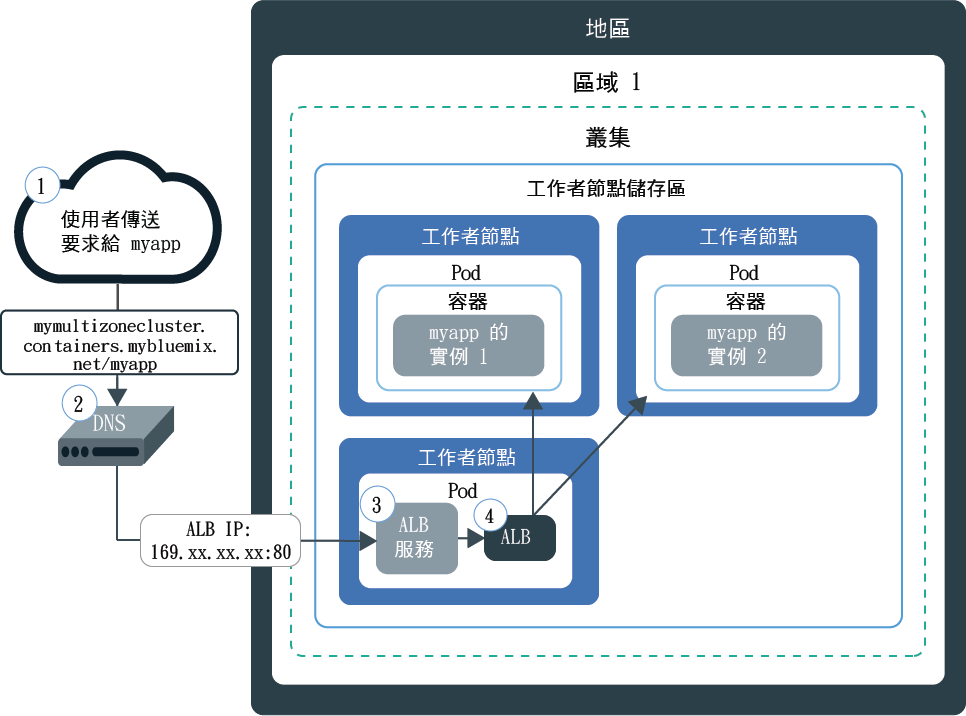 地區
區域 1
叢集
工作者節點儲存區
1
使用者傳送
要求給 myapp
mymultizonecluster.
containers.mybluemix.
net/myapp
2
DNS
ALB IP:
169.xx.xx.xx:80
工作者節點
Pod
容器
myapp 的
實例 1
工作者節點
Pod
容器
myapp 的
實例 2
工作者節點
Pod
3
ALB
服務
4
ALB